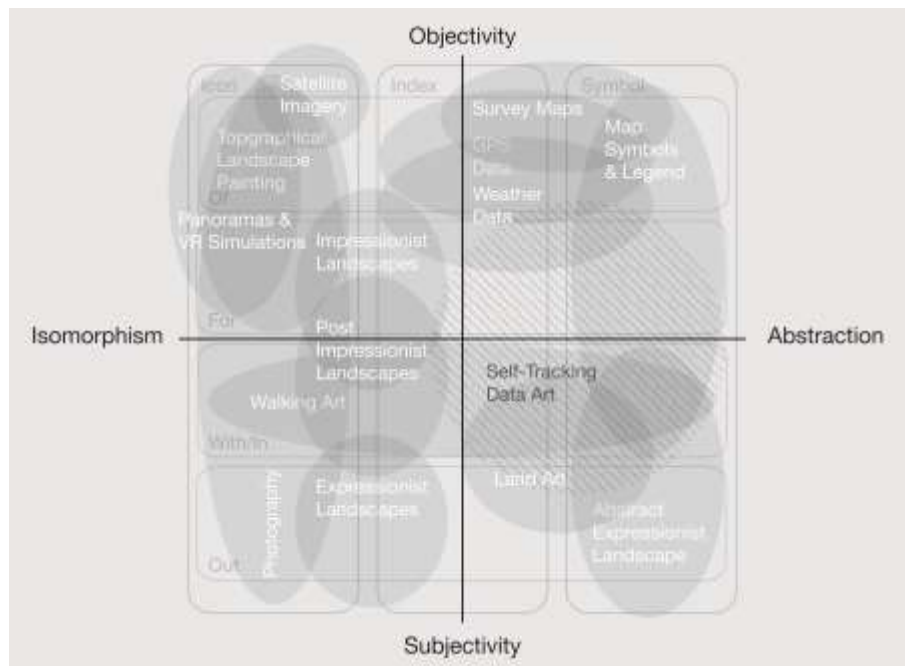 Objectivity
Icon
Index
Symbol
Satellite
Imagery
Survey Maps
Topgraphical
Landscape
Painting
GPS
Data
Map
Symbols
& Legend
Of
Weather
Data
Panoramas &
VR Simulations
Impressionist
Landscapes
For
Isomorphism
Abstraction
Post
Impressionist
Landscapes
Self-Tracking
Data Art
Walking Art
With/In
Photography
Expressionist
Landscapes
Land Art
Abstract
Expressionist
Landscape
Out
Subjectivity